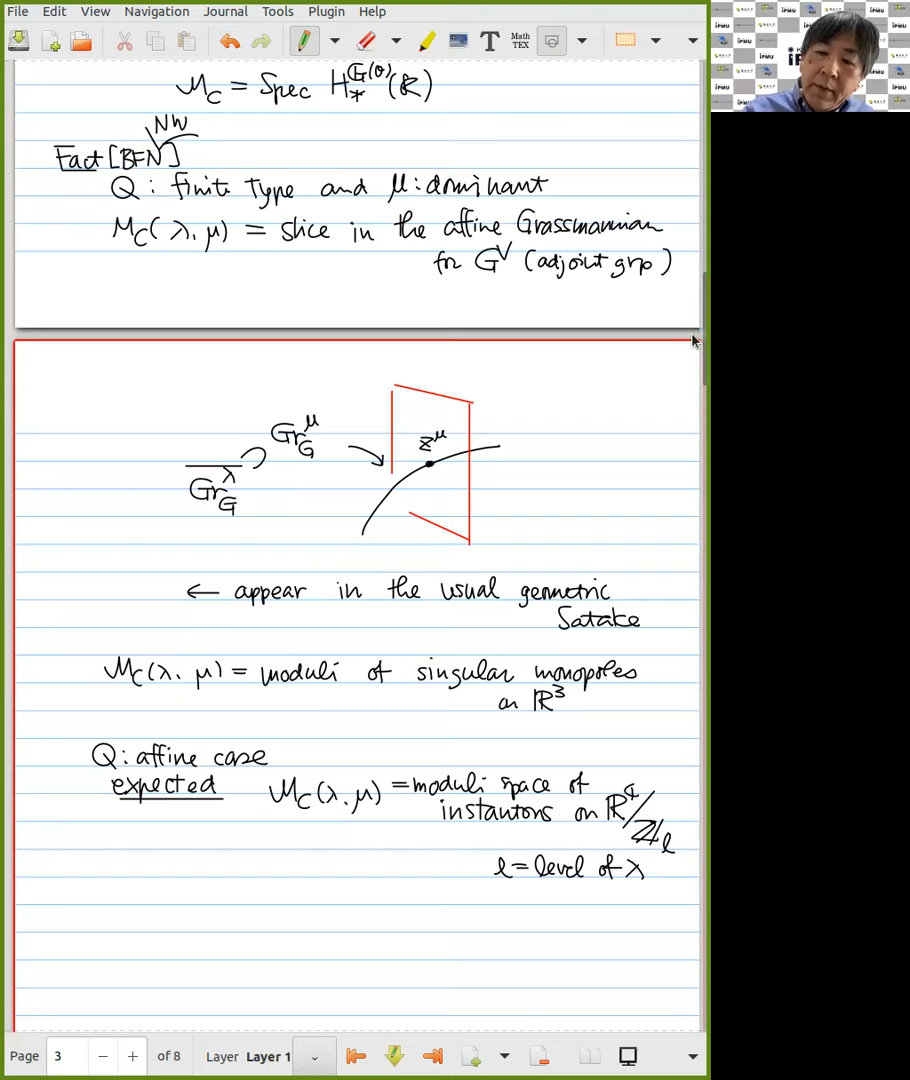 File Edit View Navigation Journal Tools Plugin Help
T Math TEX
M_C = Spec H_*^{G(O)}(R)
NW
Fact [BFN]
Q : finite type and μ : dominant
M_C(λ, μ) = slice in the affine Grassmannian
for G^∨ (adjoint grp)
Gr_G^μ
z^μ
\overline{Gr_G^λ}
← appear in the usual geometric
Satake
M_C(λ, μ) = moduli of singular monopoles
on ℝ^3
Q : affine case
expected M_C(λ, μ) = moduli space of
instantons on ℝ^4/ℤ_l
l = level of λ
Page 3 of 8 Layer Layer 1